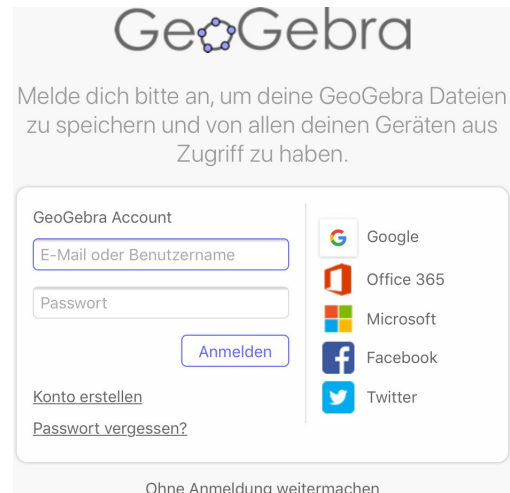 GeoGebra
Melde dich bitte an, um deine GeoGebra Dateien
zu speichern und von allen deinen Geräten aus
Zugriff zu haben.
GeoGebra Account
E-Mail oder Benutzername
Passwort
Anmelden
Konto erstellen
Passwort vergessen?
Google
Office 365
Microsoft
Facebook
Twitter
Ohne Anmeldung weitermachen